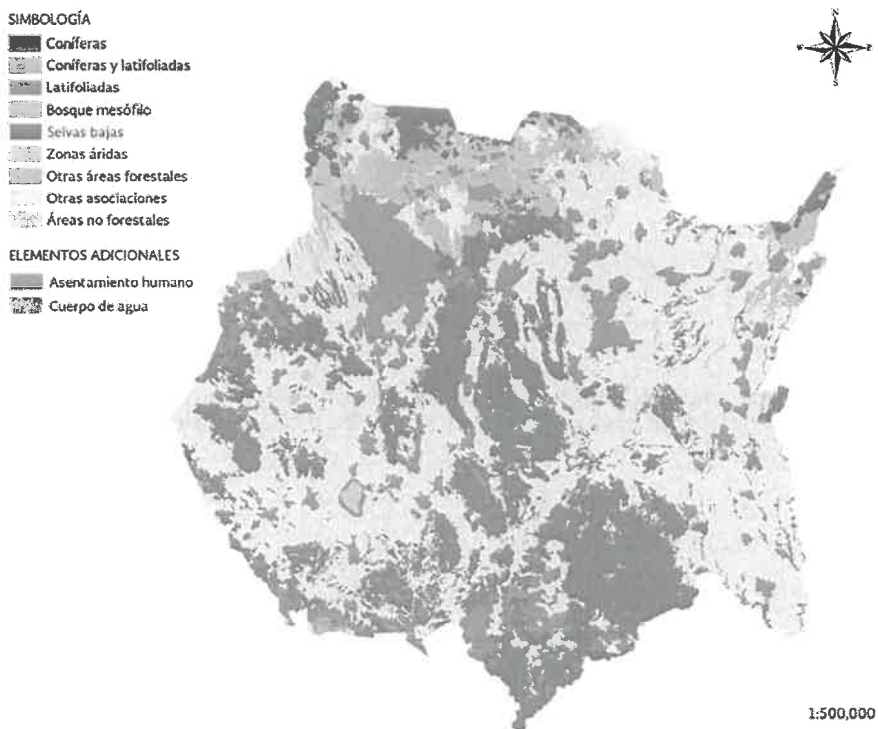 SIMBOLOGÍA
Coníferas
Coníferas y latifoliadas
Latifoliadas
Bosque mesófilo
Selvas bajas
Zonas áridas
Otras áreas forestales
Otras asociaciones
Áreas no forestales
ELEMENTOS ADICIONALES
Asentamiento humano
Cuerpo de agua
N
W
E
S
1:500,000